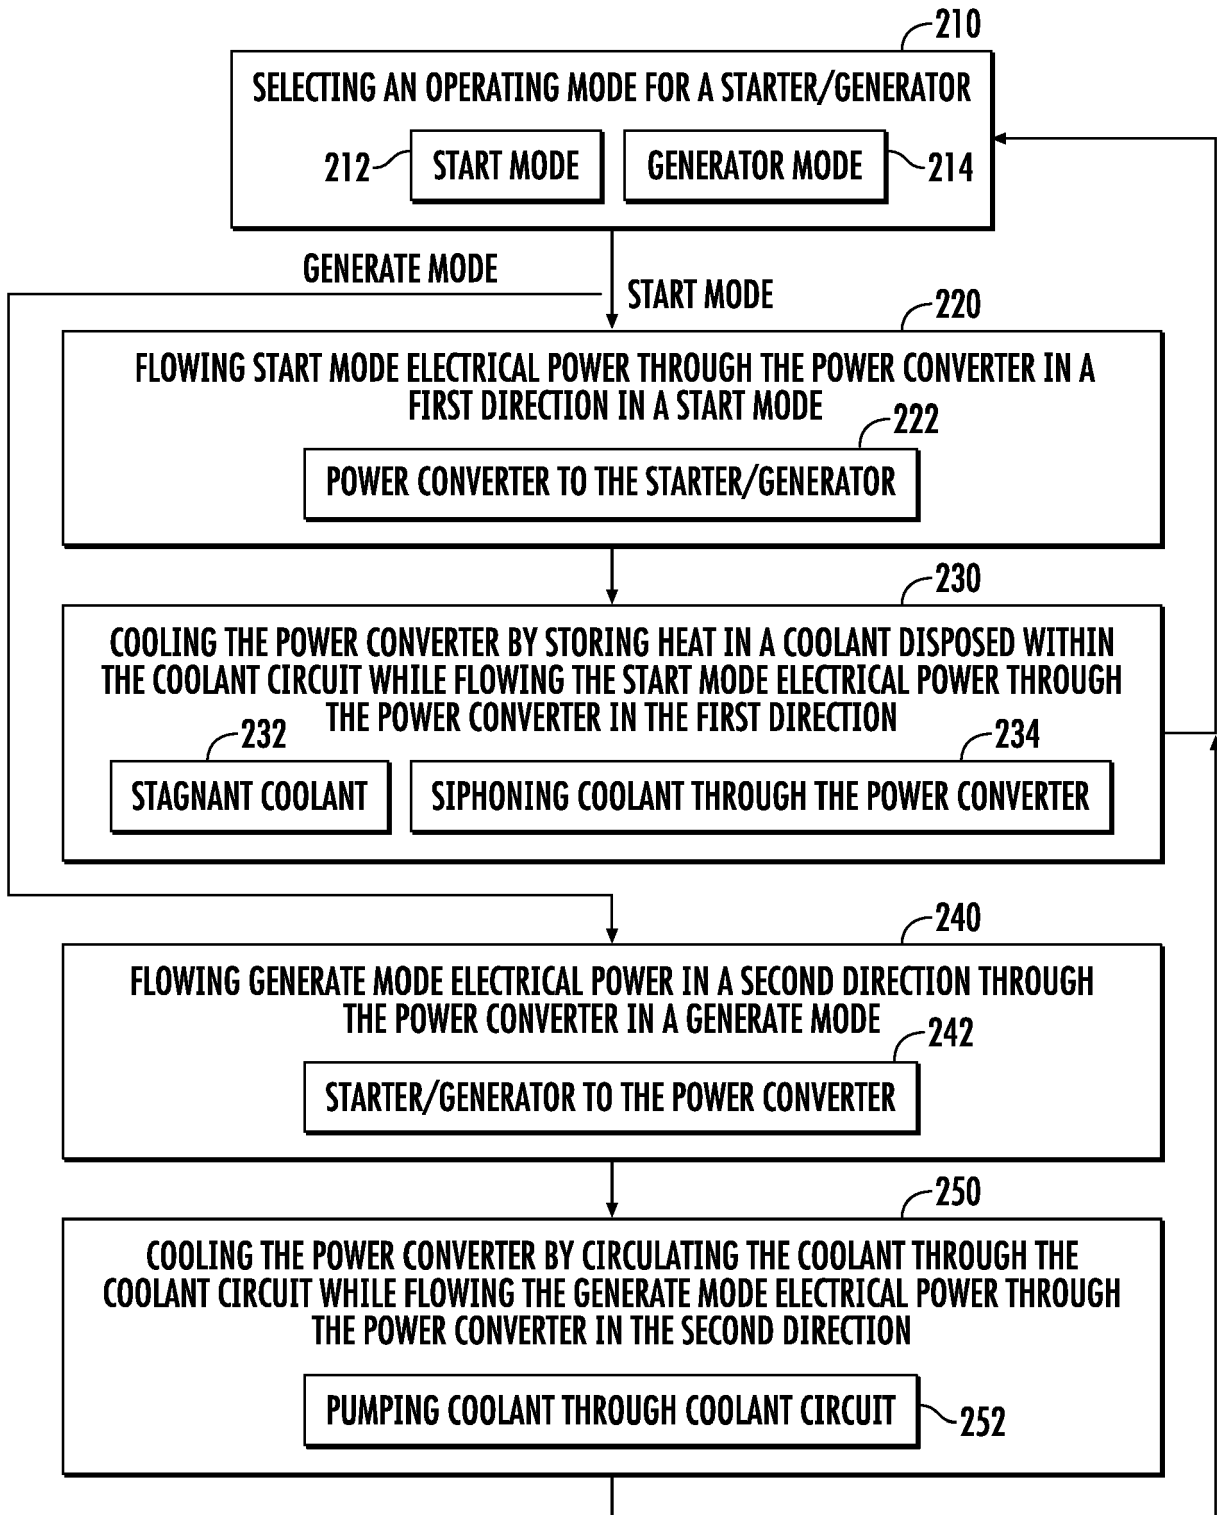 210
SELECTING AN OPERATING MODE FOR A STARTER/GENERATOR
212
START MODE
GENERATOR MODE
214
GENERATE MODE
START MODE
220
FLOWING START MODE ELECTRICAL POWER THROUGH THE POWER CONVERTER IN A
FIRST DIRECTION IN A START MODE
222
POWER CONVERTER TO THE STARTER/GENERATOR
230
COOLING THE POWER CONVERTER BY STORING HEAT IN A COOLANT DISPOSED WITHIN
THE COOLANT CIRCUIT WHILE FLOWING THE START MODE ELECTRICAL POWER THROUGH
THE POWER CONVERTER IN THE FIRST DIRECTION
232
234
STAGNANT COOLANT
SIPHONING COOLANT THROUGH THE POWER CONVERTER
240
FLOWING GENERATE MODE ELECTRICAL POWER IN A SECOND DIRECTION THROUGH
THE POWER CONVERTER IN A GENERATE MODE
242
STARTER/GENERATOR TO THE POWER CONVERTER
250
COOLING THE POWER CONVERTER BY CIRCULATING THE COOLANT THROUGH THE
COOLANT CIRCUIT WHILE FLOWING THE GENERATE MODE ELECTRICAL POWER THROUGH
THE POWER CONVERTER IN THE SECOND DIRECTION
PUMPING COOLANT THROUGH COOLANT CIRCUIT
252